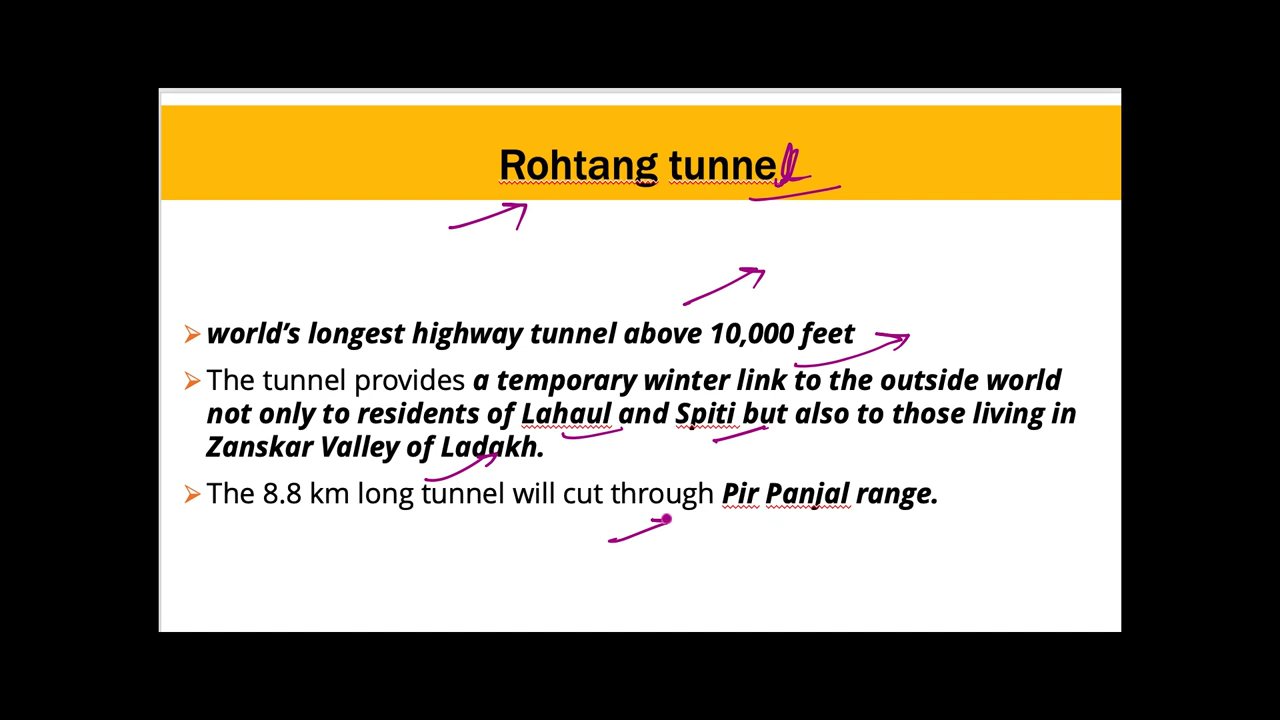 Rohtang tunnel
➢ world’s longest highway tunnel above 10,000 feet
➢ The tunnel provides a temporary winter link to the outside world
not only to residents of Lahaul and Spiti but also to those living in
Zanskar Valley of Ladakh.
➢ The 8.8 km long tunnel will cut through Pir Panjal range.